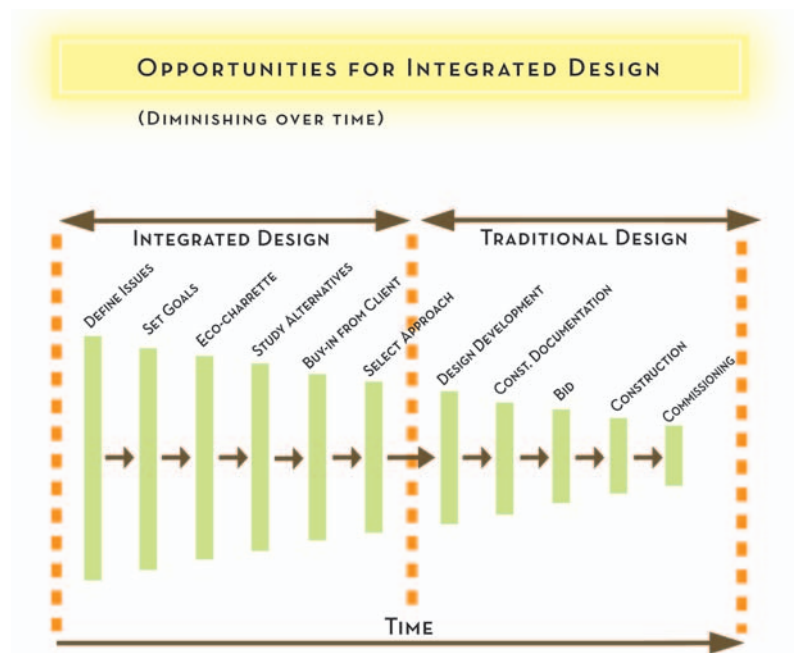 OPPORTUNITIES FOR INTEGRATED DESIGN
(DIMINISHING OVER TIME)
INTEGRATED DESIGN
TRADITIONAL DESIGN
DEFINE ISSUES
SET GOALS
ECO-CHARRETTE
STUDY ALTERNATIVES
BUY-IN FROM CLIENT
SELECT APPROACH
DESIGN DEVELOPMENT
CONST. DOCUMENTATION
BID
CONSTRUCTION
COMMISSIONING
TIME